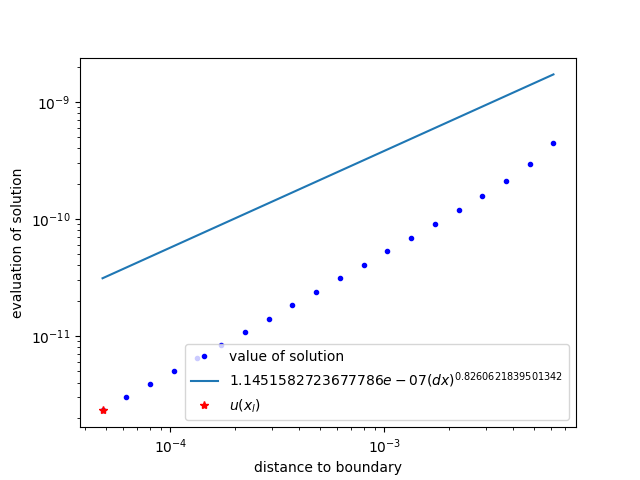 10⁻⁹
10⁻¹⁰
10⁻¹¹
evaluation of solution
value of solution
1.1451582723677786e − 07(dx)^0.8260621839501342
u(x_l)
10⁻⁴
10⁻³
distance to boundary